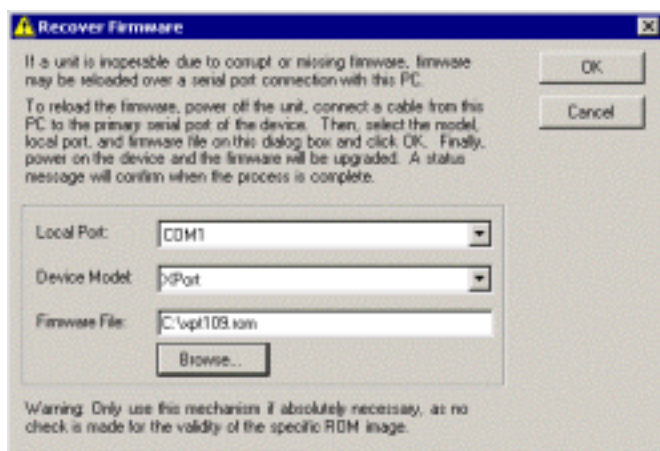 Recover Firmware
If a unit is inoperable due to corrupt or missing firmware, firmware
may be reloaded over a serial port connection with this PC.
OK
To reload the firmware, power off the unit, connect a cable from this
PC to the primary serial port of the device. Then, select the model,
local port, and firmware file on this dialog box and click OK. Finally,
power on the device and the firmware will be upgraded. A status
message will confirm when the process is complete.
Cancel
Local Port:
COM1
Device Model:
XPort
Firmware File:
C:\xpt109.rom
Browse...
Warning: Only use this mechanism if absolutely necessary, as no
check is made for the validity of the specific ROM image.